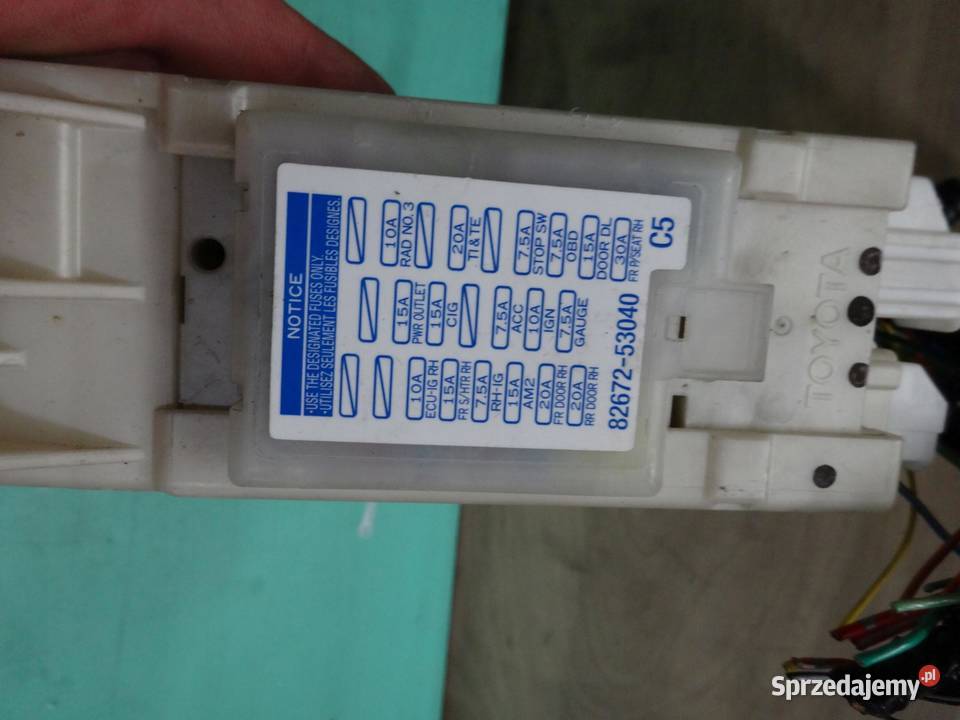 NOTICE
·USE THE DESIGNATED FUSES ONLY.
·UTILISEZ SEULEMENT LES FUSIBLES DESIGNES.
10A
ECU-IG RH
15A
FR S/HTR RH
7.5A
RH-IG
15A
AM2
20A
FR DOOR RH
20A
RR DOOR RH
15A
PWR OUTLET
15A
CIG
7.5A
ACC
10A
IGN
7.5A
GAUGE
10A
RAD NO.3
20A
TI&TE
7.5A
STOP SW
7.5A
OBD
15A
DOOR DL
30A
FR P/SEAT RH
82672-53040 C5
TOYOTA
Sprzedajemy.pl